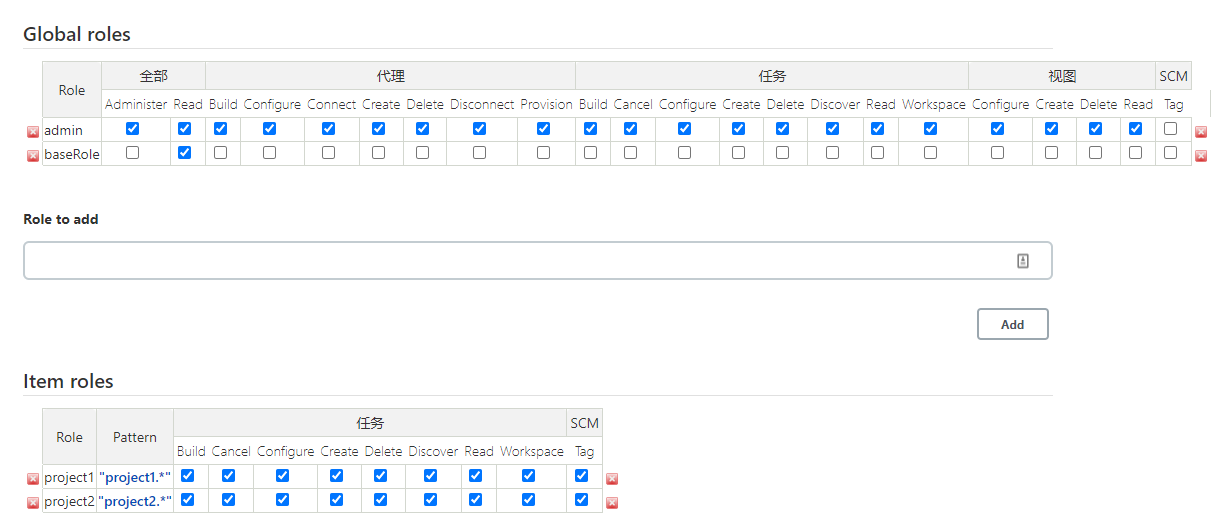 Global roles
Role 全部 代理 任务 视图 SCM
Administer Read Build Configure Connect Create Delete Disconnect Provision Build Cancel Configure Create Delete Discover Read Workspace Configure Create Delete Read Tag
admin
baseRole
Role to add
Add
Item roles
Role Pattern 任务 SCM
Build Cancel Configure Create Delete Discover Read Workspace Tag
project1 "project1.*"
project2 "project2.*"